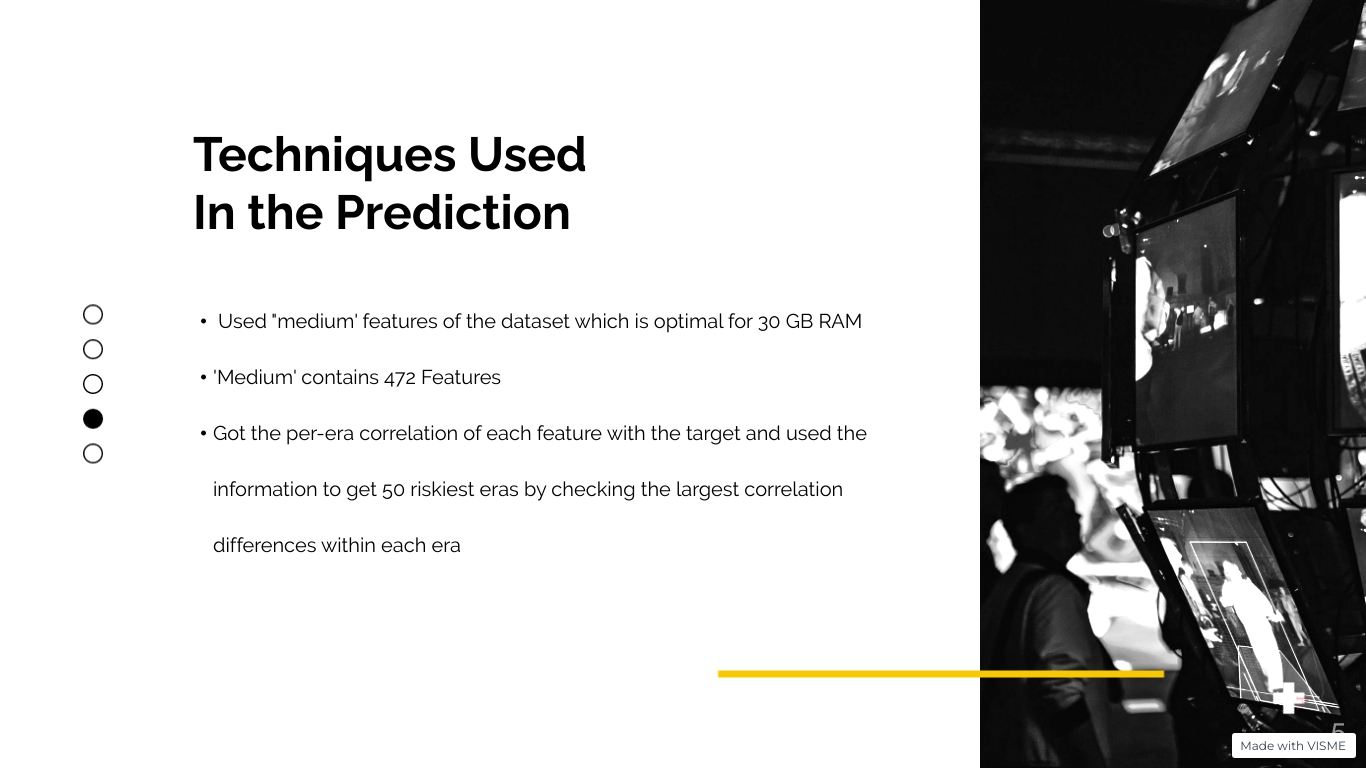 Techniques Used
In the Prediction
• Used "medium' features of the dataset which is optimal for 30 GB RAM
• 'Medium' contains 472 Features
• Got the per-era correlation of each feature with the target and used the
information to get 50 riskiest eras by checking the largest correlation
differences within each era
5
Made with VISME